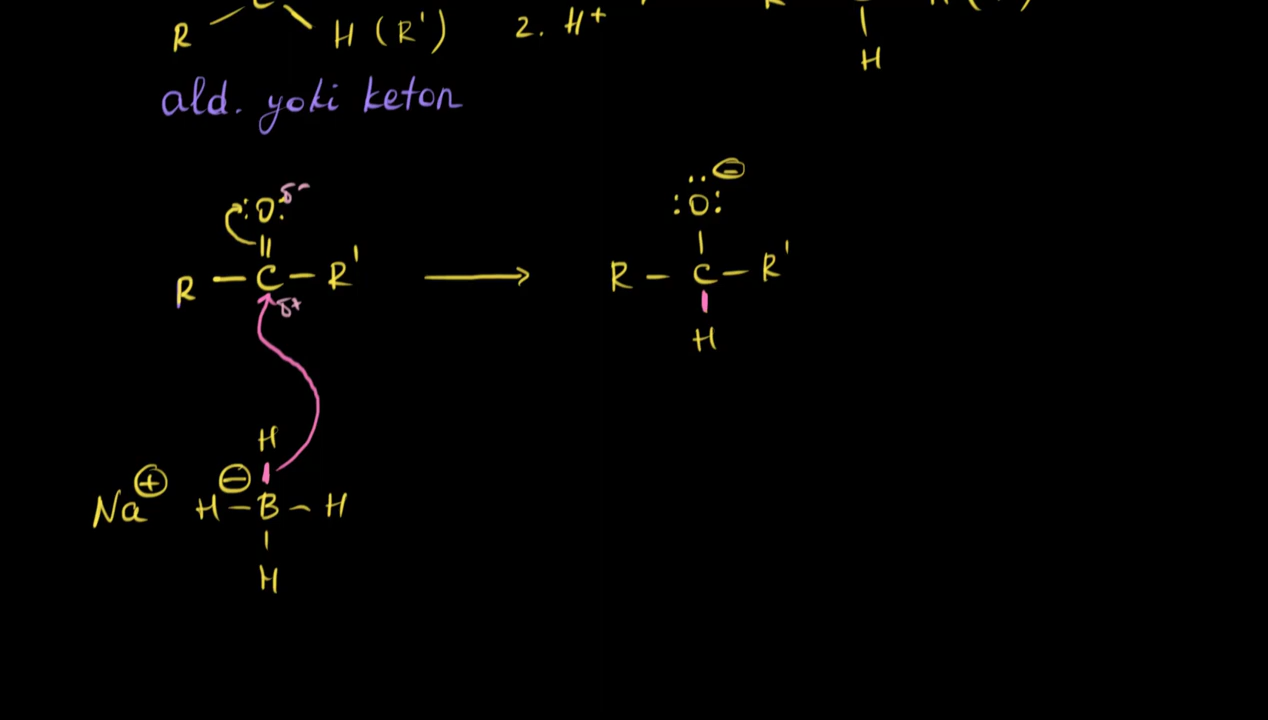 R H (R') 2. H⁺
H
ald. yoki keton
:O: δ- :Ö: ⊖
R – C – R' → R – C – R'
δ+
H
H
Na⊕ H – B⊖ – H
H